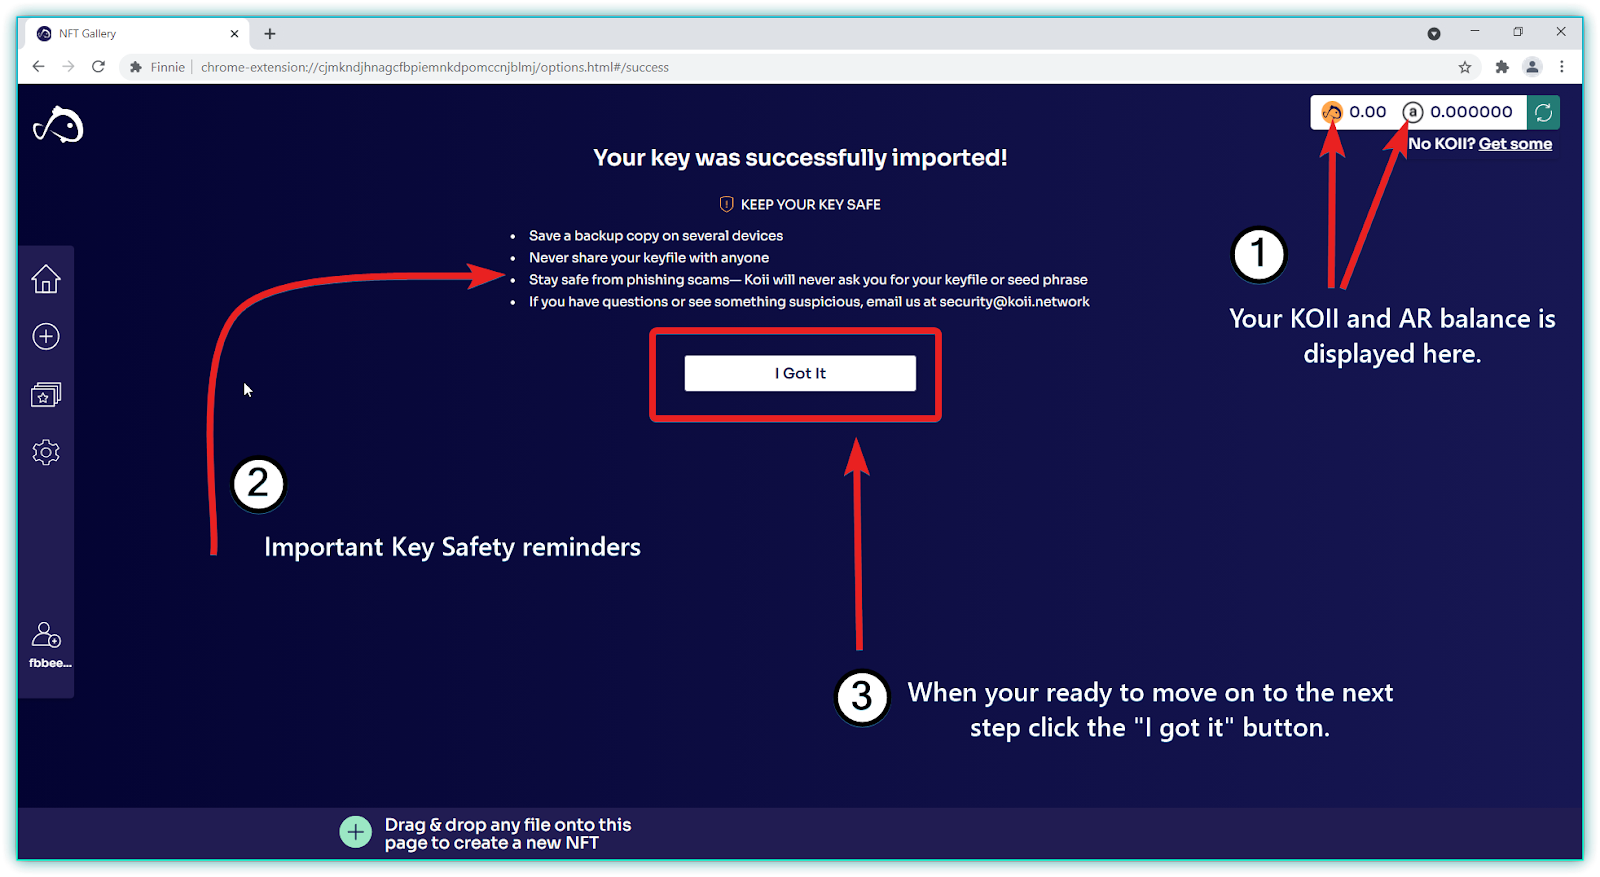 NFT Gallery
Finnie
chrome-extension://cjmkndjhnagcfbpiemnkdpomccnjblmj/options.html#/success
0.00
a 0.000000
No KOII? Get some
Your key was successfully imported!
KEEP YOUR KEY SAFE
• Save a backup copy on several devices
• Never share your keyfile with anyone
• Stay safe from phishing scams— Koii will never ask you for your keyfile or seed phrase
• If you have questions or see something suspicious, email us at security@koii.network
I Got It
1
Your KOII and AR balance is
displayed here.
2
Important Key Safety reminders
fbbee...
3
When your ready to move on to the next
step click the "I got it" button.
Drag & drop any file onto this
page to create a new NFT